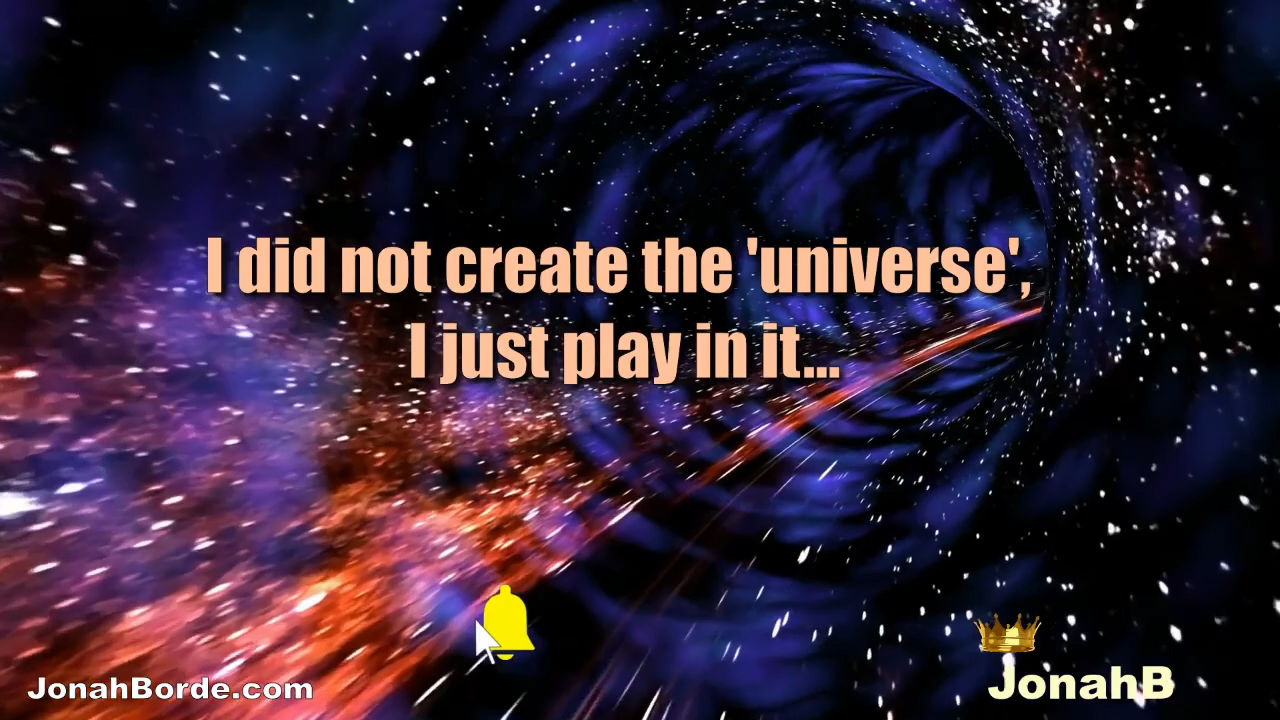 I did not create the 'universe',
I just play in it...
JonahBorde.com
JonahB